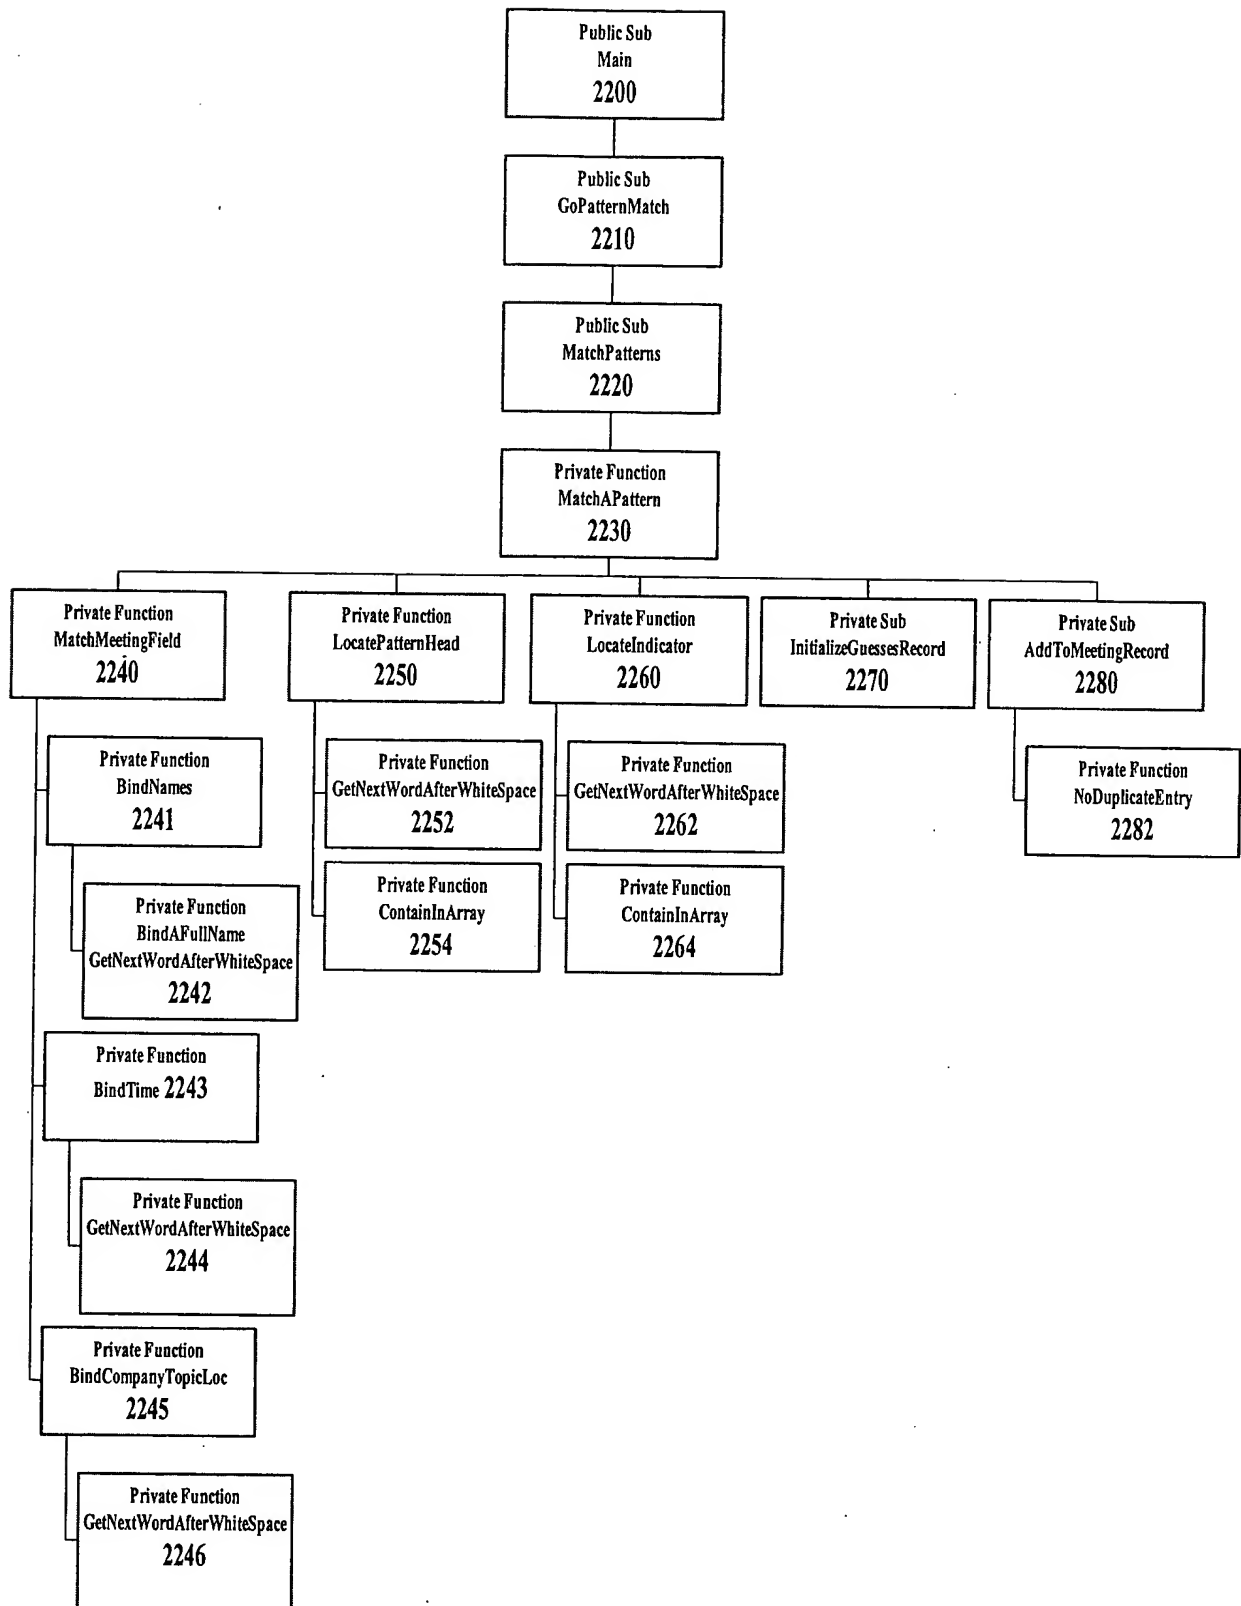 Public Sub
Main
2200
Public Sub
GoPatternMatch
2210
Public Sub
MatchPatterns
2220
Private Function
MatchAPattern
2230
Private Function
MatchMeetingField
2240
Private Function
LocatePatternHead
2250
Private Function
LocateIndicator
2260
Private Sub
InitializeGuessesRecord
2270
Private Sub
AddToMeetingRecord
2280
Private Function
BindNames
2241
Private Function
GetNextWordAfterWhiteSpace
2252
Private Function
GetNextWordAfterWhiteSpace
2262
Private Function
NoDuplicateEntry
2282
Private Function
BindAFullName
GetNextWordAfterWhiteSpace
2242
Private Function
ContainInArray
2254
Private Function
ContainInArray
2264
Private Function
BindTime 2243
Private Function
GetNextWordAfterWhiteSpace
2244
Private Function
BindCompanyTopicLoc
2245
Private Function
GetNextWordAfterWhiteSpace
2246